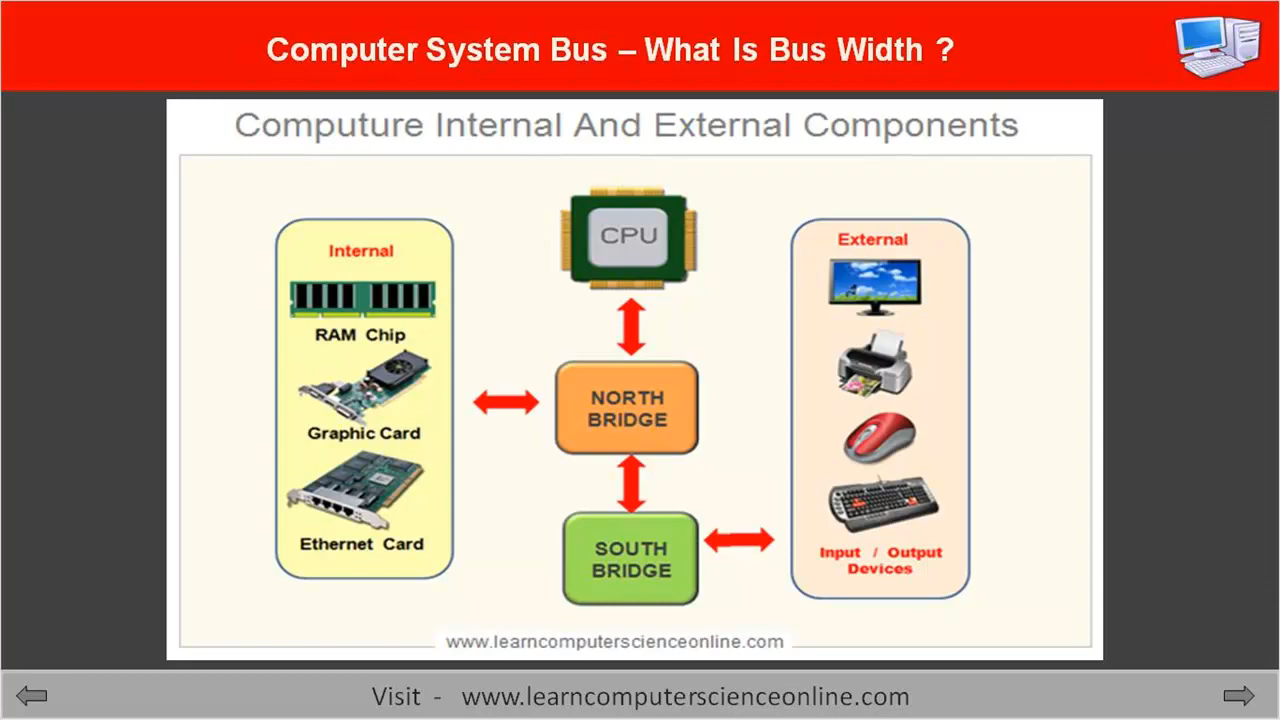 Computer System Bus – What Is Bus Width ?
Computure Internal And External Components
CPU
Internal
RAM Chip
Graphic Card
Ethernet Card
NORTH
BRIDGE
SOUTH
BRIDGE
External
Input / Output
Devices
www.learncomputerscienceonline.com
Visit - www.learncomputerscienceonline.com